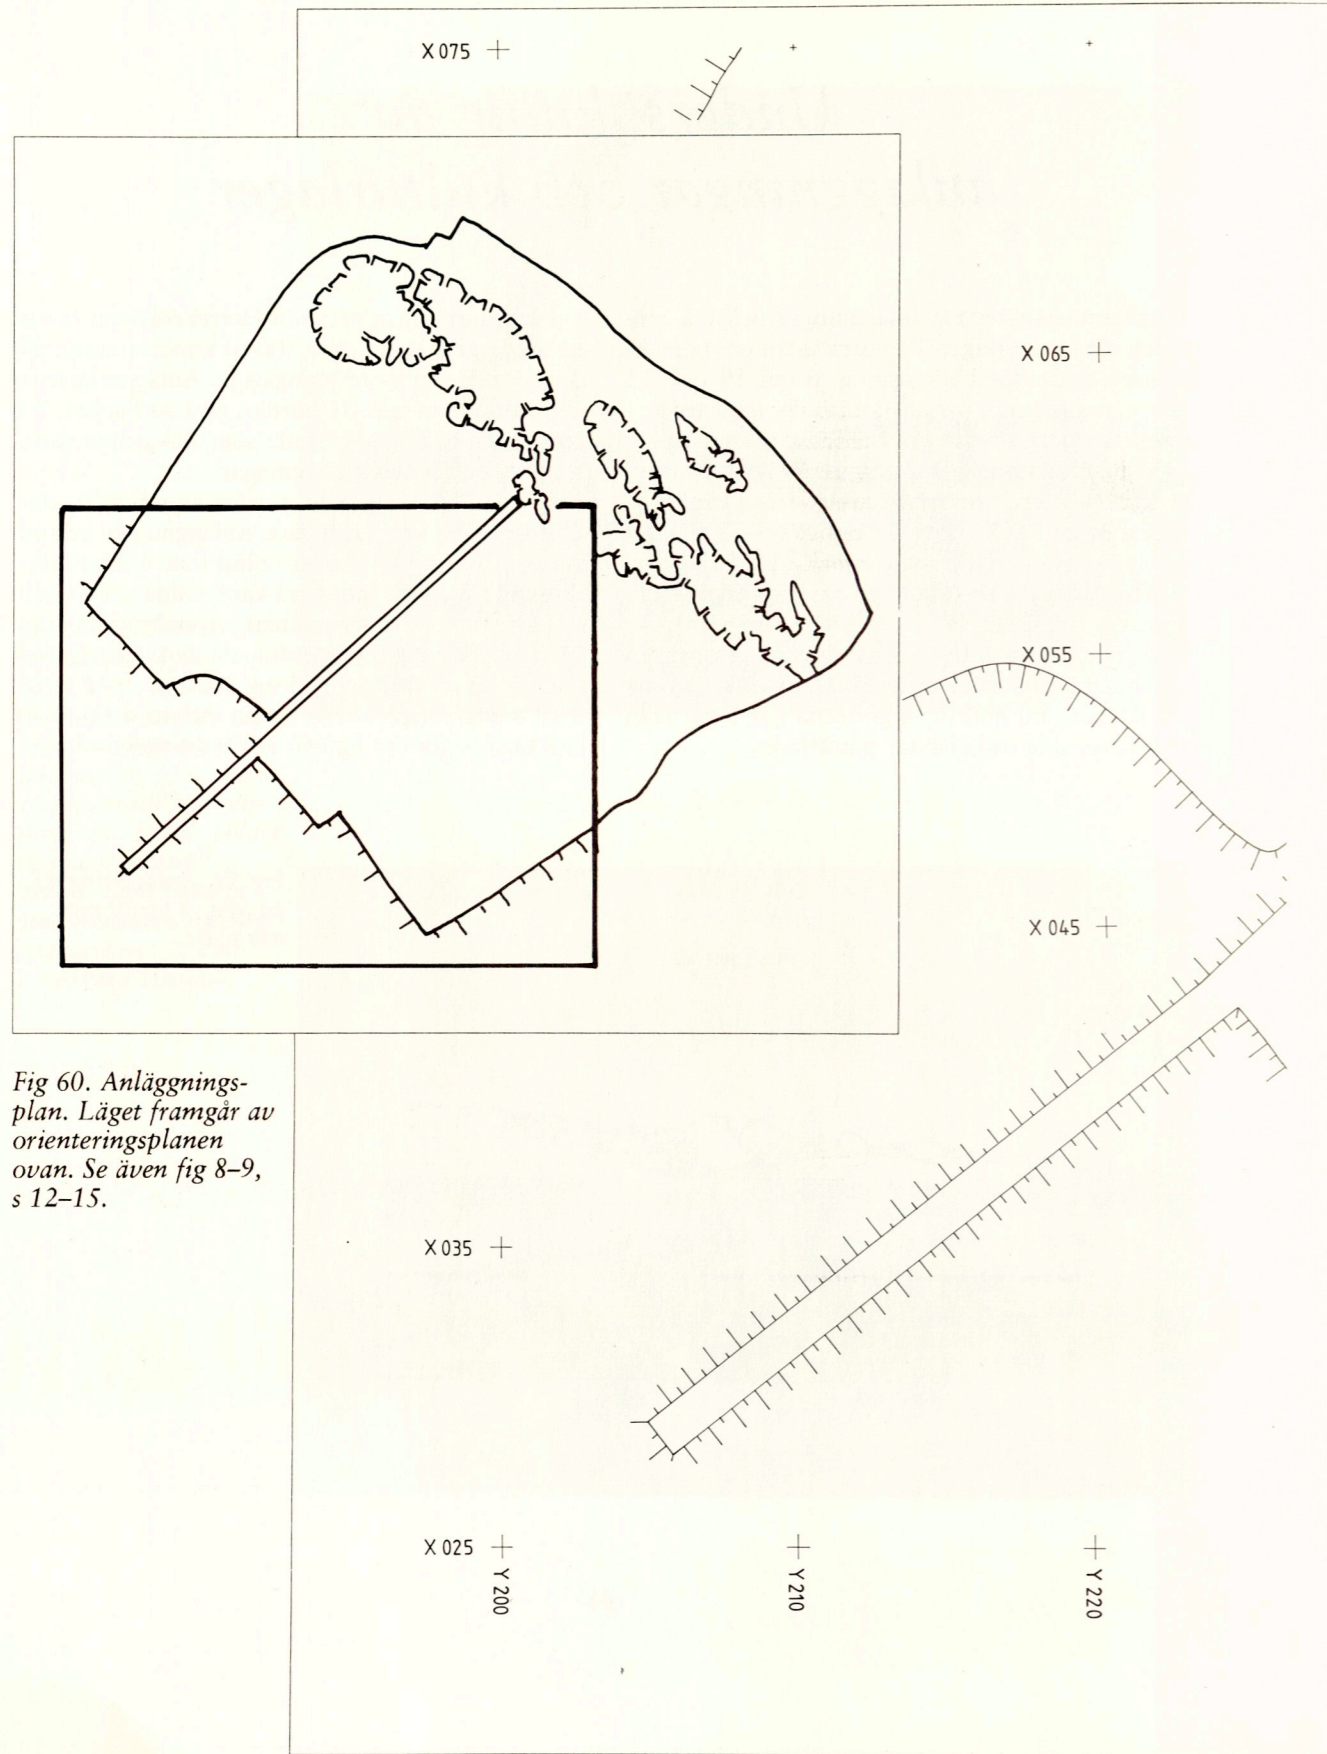 X 075
X 065
X 055
X 045
Fig 60. Anläggnings-
plan. Läget framgår av
orienteringsplanen
ovan. Se även fig 8–9,
s 12–15.
X 035
X 025
Y 200
Y 210
Y 220